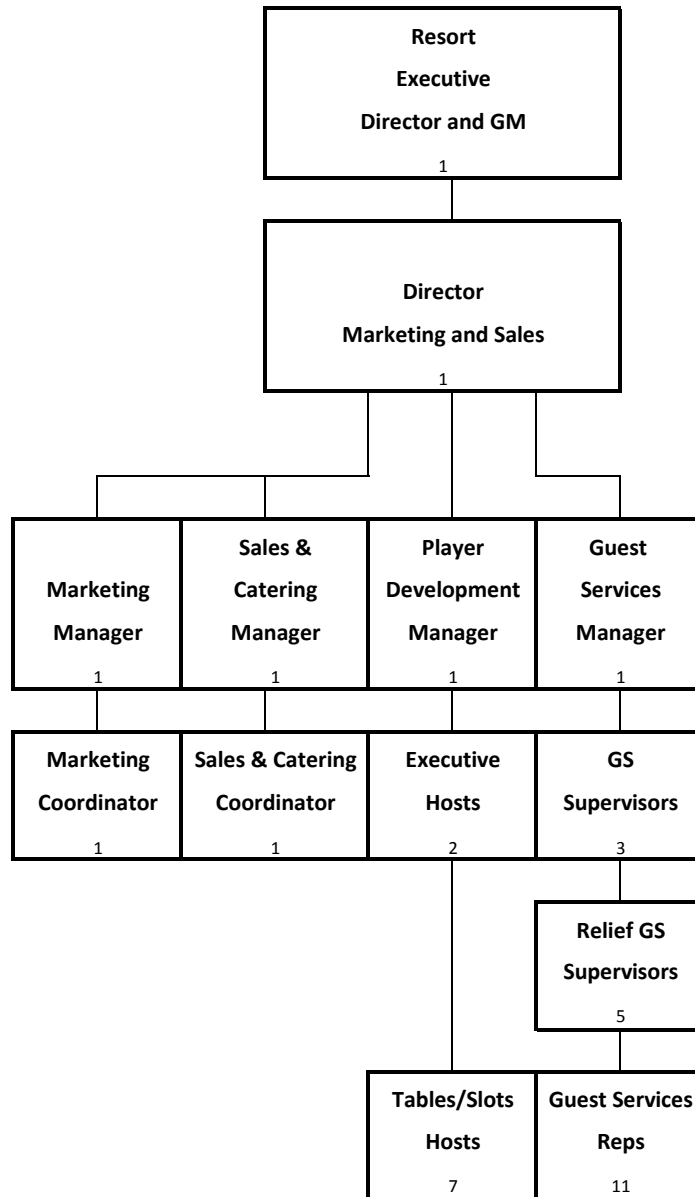 Resort
Executive
Director and GM
1
Director
Marketing and Sales
1
Marketing
Manager
1
Sales &
Catering
Manager
1
Player
Development
Manager
1
Guest
Services
Manager
1
Marketing
Coordinator
1
Sales & Catering
Coordinator
1
Executive
Hosts
2
GS
Supervisors
3
Relief GS
Supervisors
5
Tables/Slots
Hosts
7
Guest Services
Reps
11